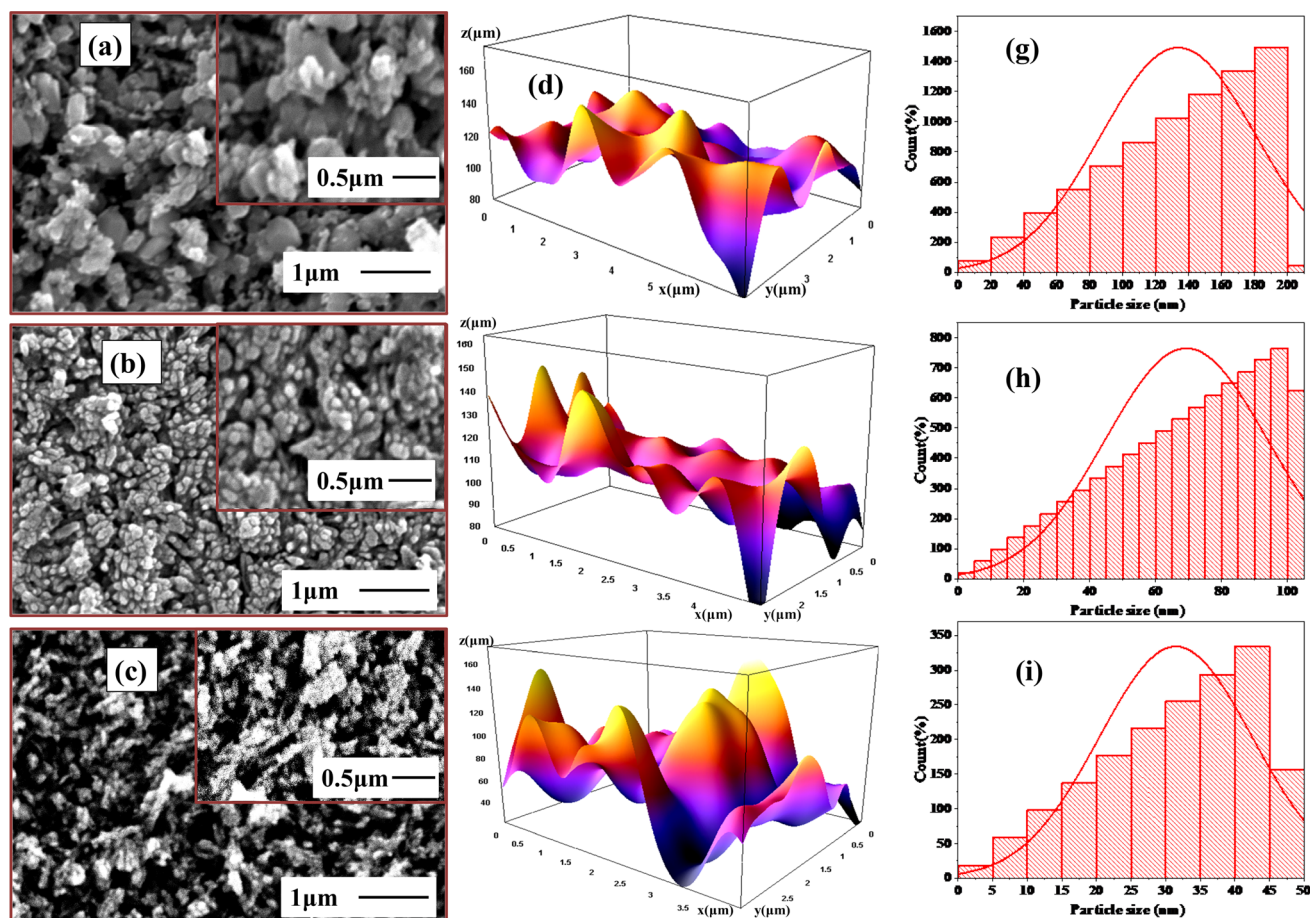 (a)
0.5μm
1μm
z(μm)
(d)
160
140
120
100
80
0
1
2
3
4
5
x(μm)
y(μm)
3
2
1
0
(g)
Count(%)
1600
1400
1200
1000
800
600
400
200
0
0 20 40 60 80 100 120 140 160 180 200
Particle size (nm)
(b)
0.5μm
1μm
z(μm)
160
150
140
130
120
110
100
90
80
0
0.5
1
1.5
2
2.5
3
3.5
4
x(μm)
y(μm)
2
1.5
1
0.5
0
(h)
Count(%)
800
700
600
500
400
300
200
100
0
0 20 40 60 80 100
Particle size (nm)
(c)
0.5μm
1μm
z(μm)
160
140
120
100
80
60
40
0
0.5
1
1.5
2
2.5
3
3.5
x(μm)
y(μm)
2.5
2
1.5
1
0.5
0
(i)
Count(%)
350
300
250
200
150
100
50
0
0 5 10 15 20 25 30 35 40 45 50
Particle size (nm)